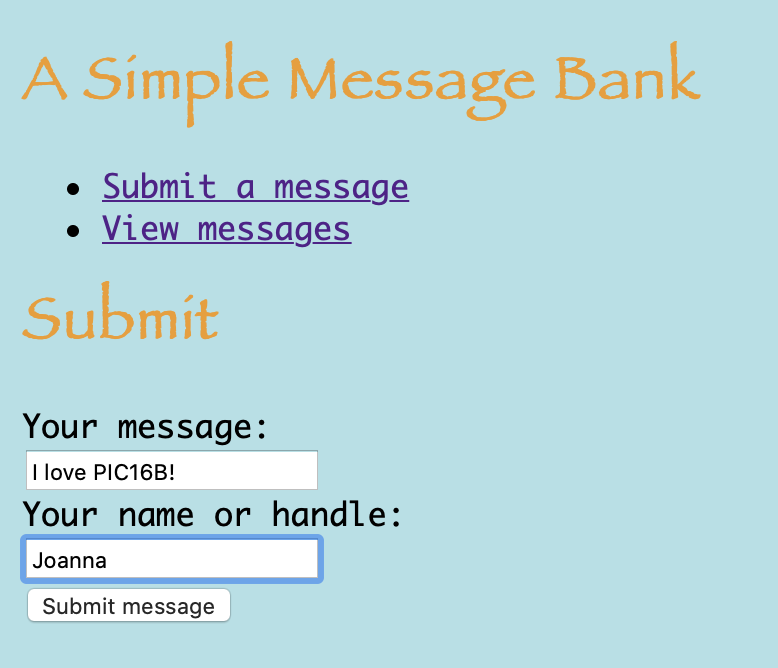 A Simple Message Bank
Submit a message
View messages
Submit
Your message:
I love PIC16B!
Your name or handle:
Joanna
Submit message